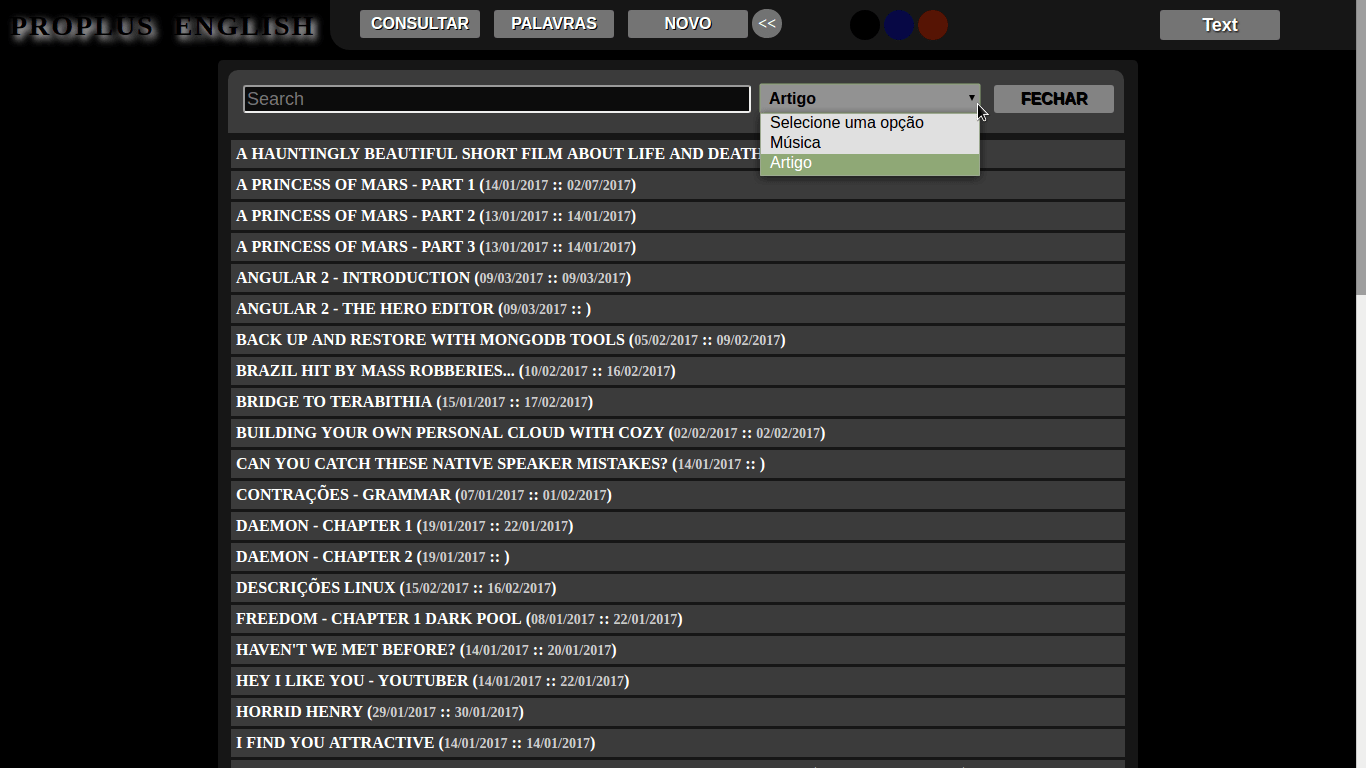 PROPLUS ENGLISH
CONSULTAR PALAVRAS NOVO << Text
Search Artigo ▾ FECHAR
Selecione uma opção
Música
Artigo
A HAUNTINGLY BEAUTIFUL SHORT FILM ABOUT LIFE AND DEATH
A PRINCESS OF MARS - PART 1 (14/01/2017 :: 02/07/2017)
A PRINCESS OF MARS - PART 2 (13/01/2017 :: 14/01/2017)
A PRINCESS OF MARS - PART 3 (13/01/2017 :: 14/01/2017)
ANGULAR 2 - INTRODUCTION (09/03/2017 :: 09/03/2017)
ANGULAR 2 - THE HERO EDITOR (09/03/2017 :: )
BACK UP AND RESTORE WITH MONGODB TOOLS (05/02/2017 :: 09/02/2017)
BRAZIL HIT BY MASS ROBBERIES... (10/02/2017 :: 16/02/2017)
BRIDGE TO TERABITHIA (15/01/2017 :: 17/02/2017)
BUILDING YOUR OWN PERSONAL CLOUD WITH COZY (02/02/2017 :: 02/02/2017)
CAN YOU CATCH THESE NATIVE SPEAKER MISTAKES? (14/01/2017 :: )
CONTRAÇÕES - GRAMMAR (07/01/2017 :: 01/02/2017)
DAEMON - CHAPTER 1 (19/01/2017 :: 22/01/2017)
DAEMON - CHAPTER 2 (19/01/2017 :: )
DESCRIÇÕES LINUX (15/02/2017 :: 16/02/2017)
FREEDOM - CHAPTER 1 DARK POOL (08/01/2017 :: 22/01/2017)
HAVEN'T WE MET BEFORE? (14/01/2017 :: 20/01/2017)
HEY I LIKE YOU - YOUTUBER (14/01/2017 :: 22/01/2017)
HORRID HENRY (29/01/2017 :: 30/01/2017)
I FIND YOU ATTRACTIVE (14/01/2017 :: 14/01/2017)